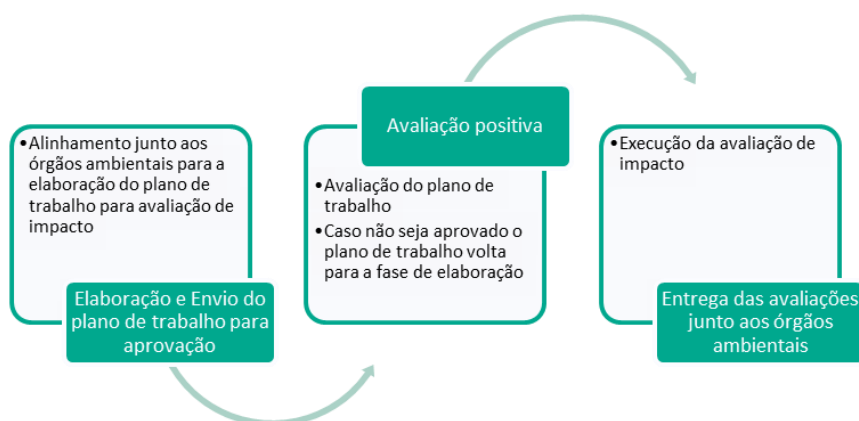 •Alinhamento junto aos
órgãos ambientais para a
elaboração do plano de
trabalho para avaliação de
impacto
Elaboração e Envio do
plano de trabalho para
aprovação
Avaliação positiva
•Avaliação do plano de
trabalho
•Caso não seja aprovado o
plano de trabalho volta
para a fase de elaboração
•Execução da avaliação de
impacto
Entrega das avaliações
junto aos órgãos
ambientais